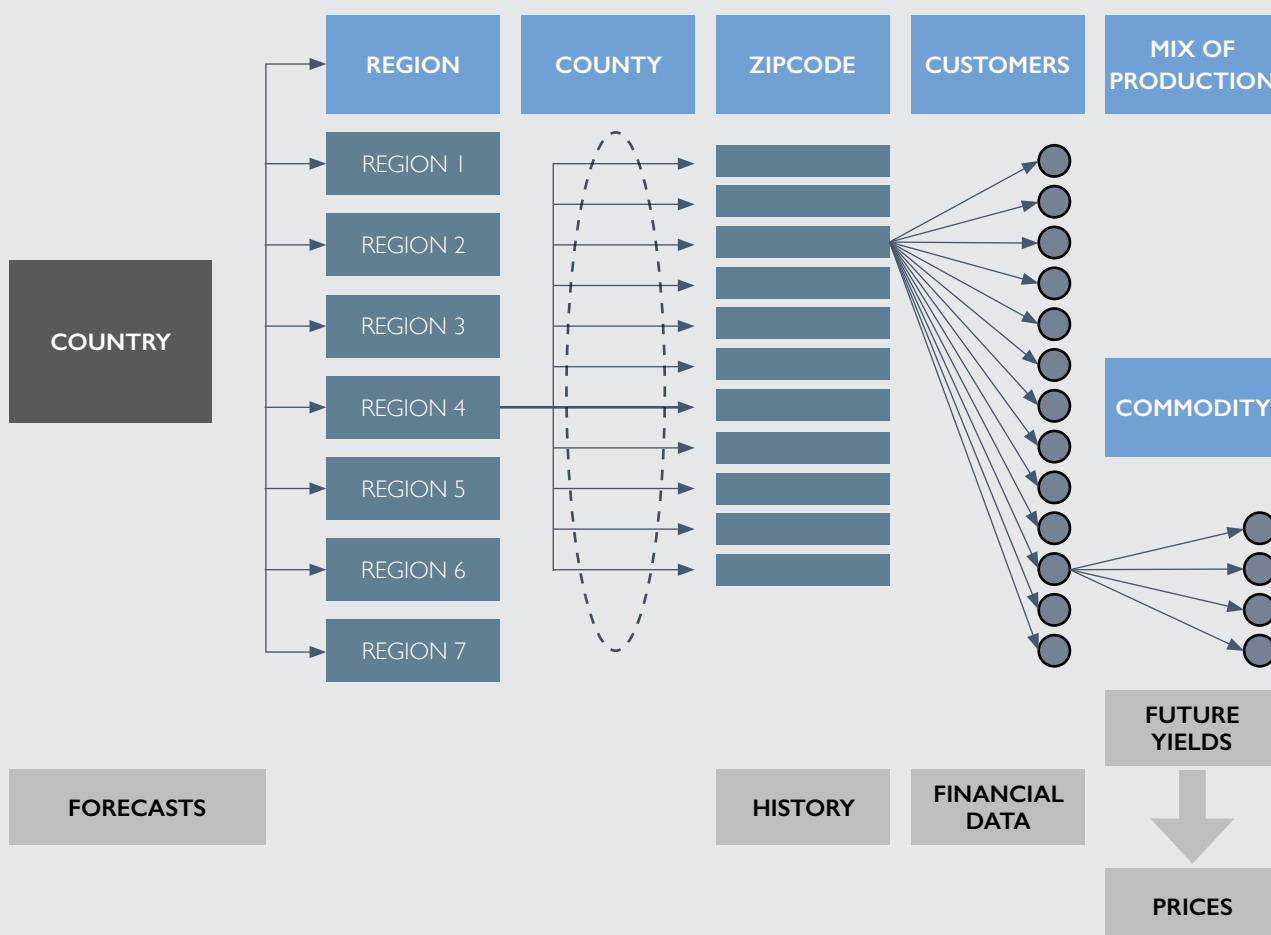 REGION
COUNTY
ZIPCODE
CUSTOMERS
MIX OF
PRODUCTION
REGION 1
REGION 2
REGION 3
COUNTRY
REGION 4
COMMODITY
REGION 5
REGION 6
REGION 7
FUTURE
YIELDS
FORECASTS
HISTORY
FINANCIAL
DATA
PRICES